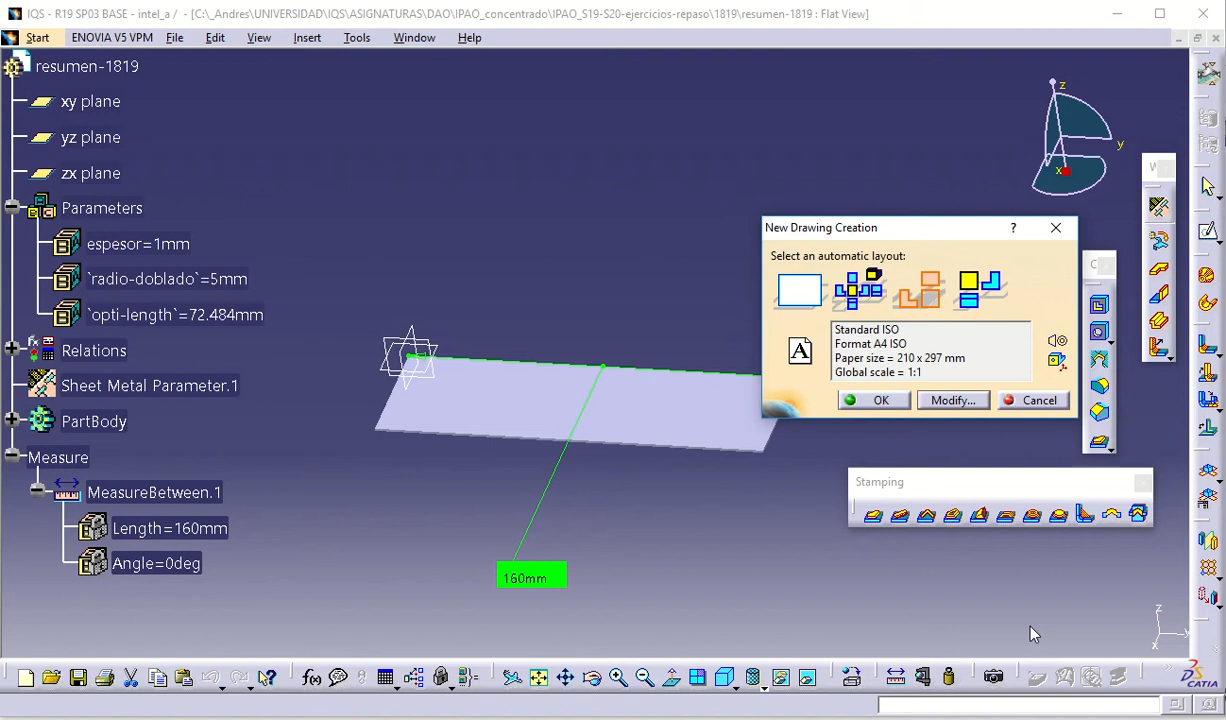 IQS - R19 SP03 BASE - intel_a / - [C:\_Andres\UNIVERSIDAD\IQS\ASIGNATURAS\DAO\IPAO_concentrado\IPAO_S19-S20-ejercicios-repaso\1819\resumen-1819 : Flat View]
Start ENOVIA V5 VPM File Edit View Insert Tools Window Help
resumen-1819
xy plane
yz plane
zx plane
Parameters
espesor=1mm
`radio-doblado`=5mm
`opti-length`=72.484mm
Relations
Sheet Metal Parameter.1
PartBody
Measure
MeasureBetween.1
Length=160mm
Angle=0deg
160mm
z
y
x
W
New Drawing Creation ?
Select an automatic layout:
A
Standard ISO
Format A4 ISO
Paper size = 210 x 297 mm
Global scale = 1:1
OK Modify... Cancel
C
Stamping
z
y
x
f(x)
CATIA